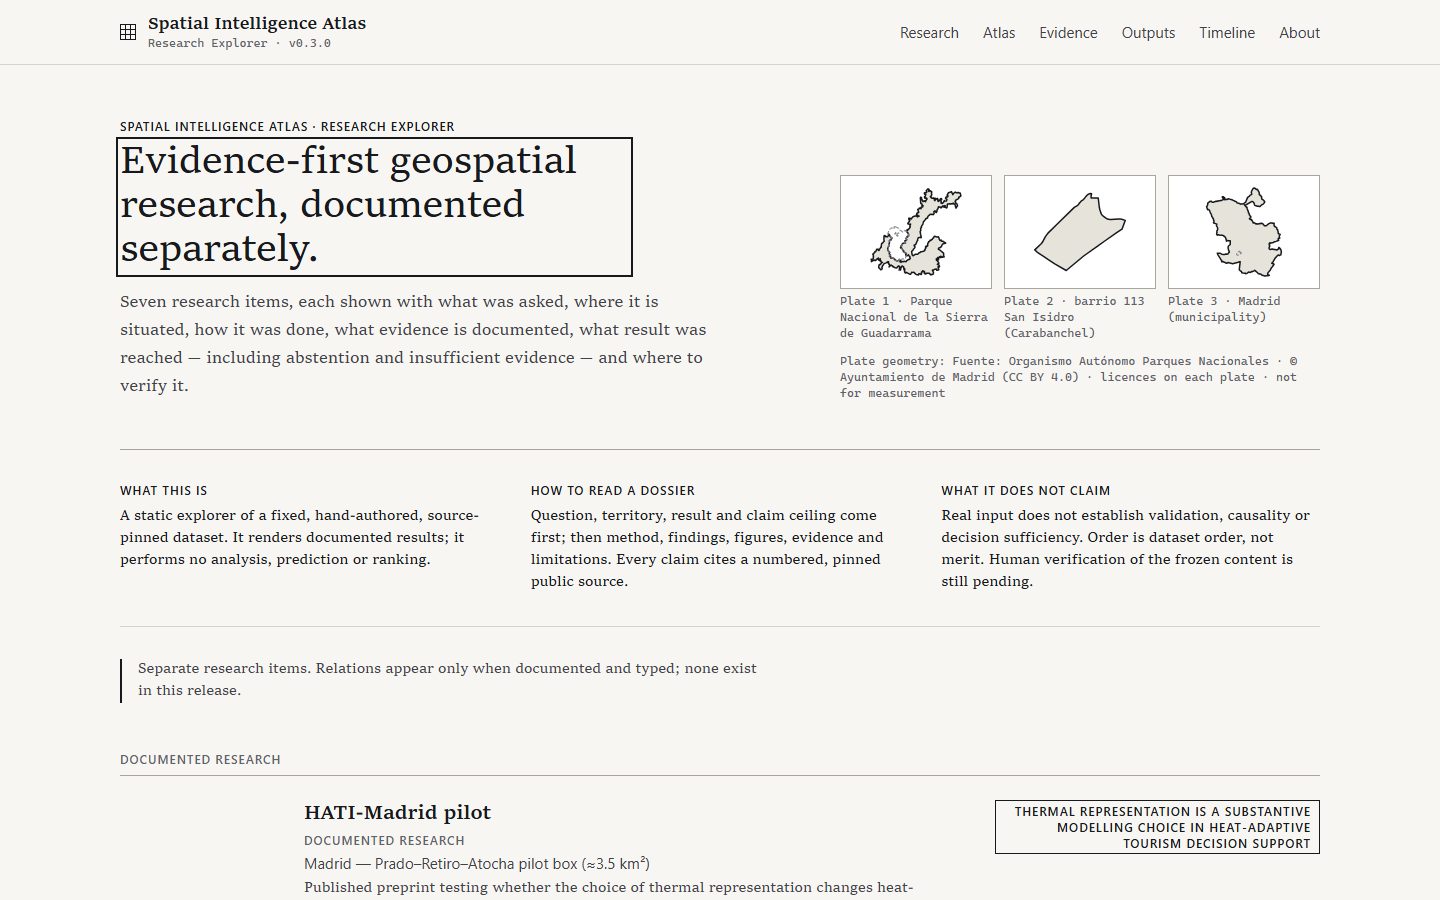 Spatial Intelligence Atlas
Research Explorer · v0.3.0
Research Atlas Evidence Outputs Timeline About
SPATIAL INTELLIGENCE ATLAS · RESEARCH EXPLORER
Evidence-first geospatial
research, documented
separately.
Seven research items, each shown with what was asked, where it is
situated, how it was done, what evidence is documented, what result was
reached — including abstention and insufficient evidence — and where to
verify it.
Plate 1 · Parque
Nacional de la Sierra
de Guadarrama
Plate 2 · barrio 113
San Isidro
(Carabanchel)
Plate 3 · Madrid
(municipality)
Plate geometry: Fuente: Organismo Autónomo Parques Nacionales · ©
Ayuntamiento de Madrid (CC BY 4.0) · licences on each plate · not
for measurement
WHAT THIS IS
A static explorer of a fixed, hand-authored, source-
pinned dataset. It renders documented results; it
performs no analysis, prediction or ranking.
HOW TO READ A DOSSIER
Question, territory, result and claim ceiling come
first; then method, findings, figures, evidence and
limitations. Every claim cites a numbered, pinned
public source.
WHAT IT DOES NOT CLAIM
Real input does not establish validation, causality or
decision sufficiency. Order is dataset order, not
merit. Human verification of the frozen content is
still pending.
Separate research items. Relations appear only when documented and typed; none exist
in this release.
DOCUMENTED RESEARCH
HATI-Madrid pilot
DOCUMENTED RESEARCH
Madrid — Prado–Retiro–Atocha pilot box (≈3.5 km²)
Published preprint testing whether the choice of thermal representation changes heat-
THERMAL REPRESENTATION IS A SUBSTANTIVE
MODELLING CHOICE IN HEAT-ADAPTIVE
TOURISM DECISION SUPPORT